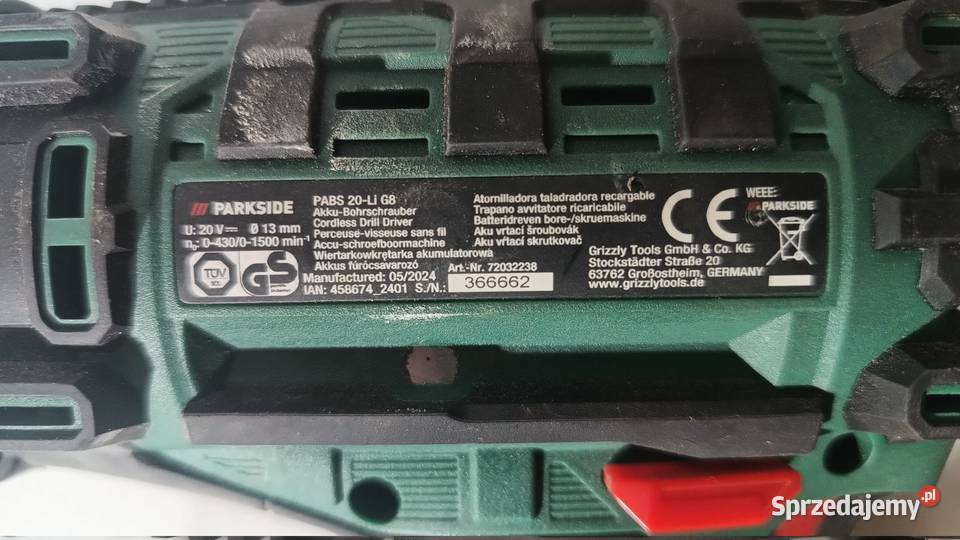 PARKSIDE
U: 20 V Ø 13 mm
n₀: 0-430/0-1500 min⁻¹
TÜV
GS
PABS 20-Li G8
Akku-Bohrschrauber
Cordless Drill Driver
Perceuse-visseuse sans fil
Accu-schroefboormachine
Wiertarkowkrętarka akumulatorowa
Akkus fúrócsavarozó
Manufactured: 05/2024
IAN: 458674_2401 S./N.:
Atornilladora taladradora recargable
Trapano avvitatore ricaricabile
Batteridreven bore-/skruemaskine
Aku vŕtací šroubovák
Aku vŕtací skrutkovač
Art.-Nr. 72032238
366662
CE
WEEE:
PARKSIDE
Grizzly Tools GmbH & Co. KG
Stockstädter Straße 20
63762 Großostheim, GERMANY
www.grizzlytools.de
Sprzedajemy.pl